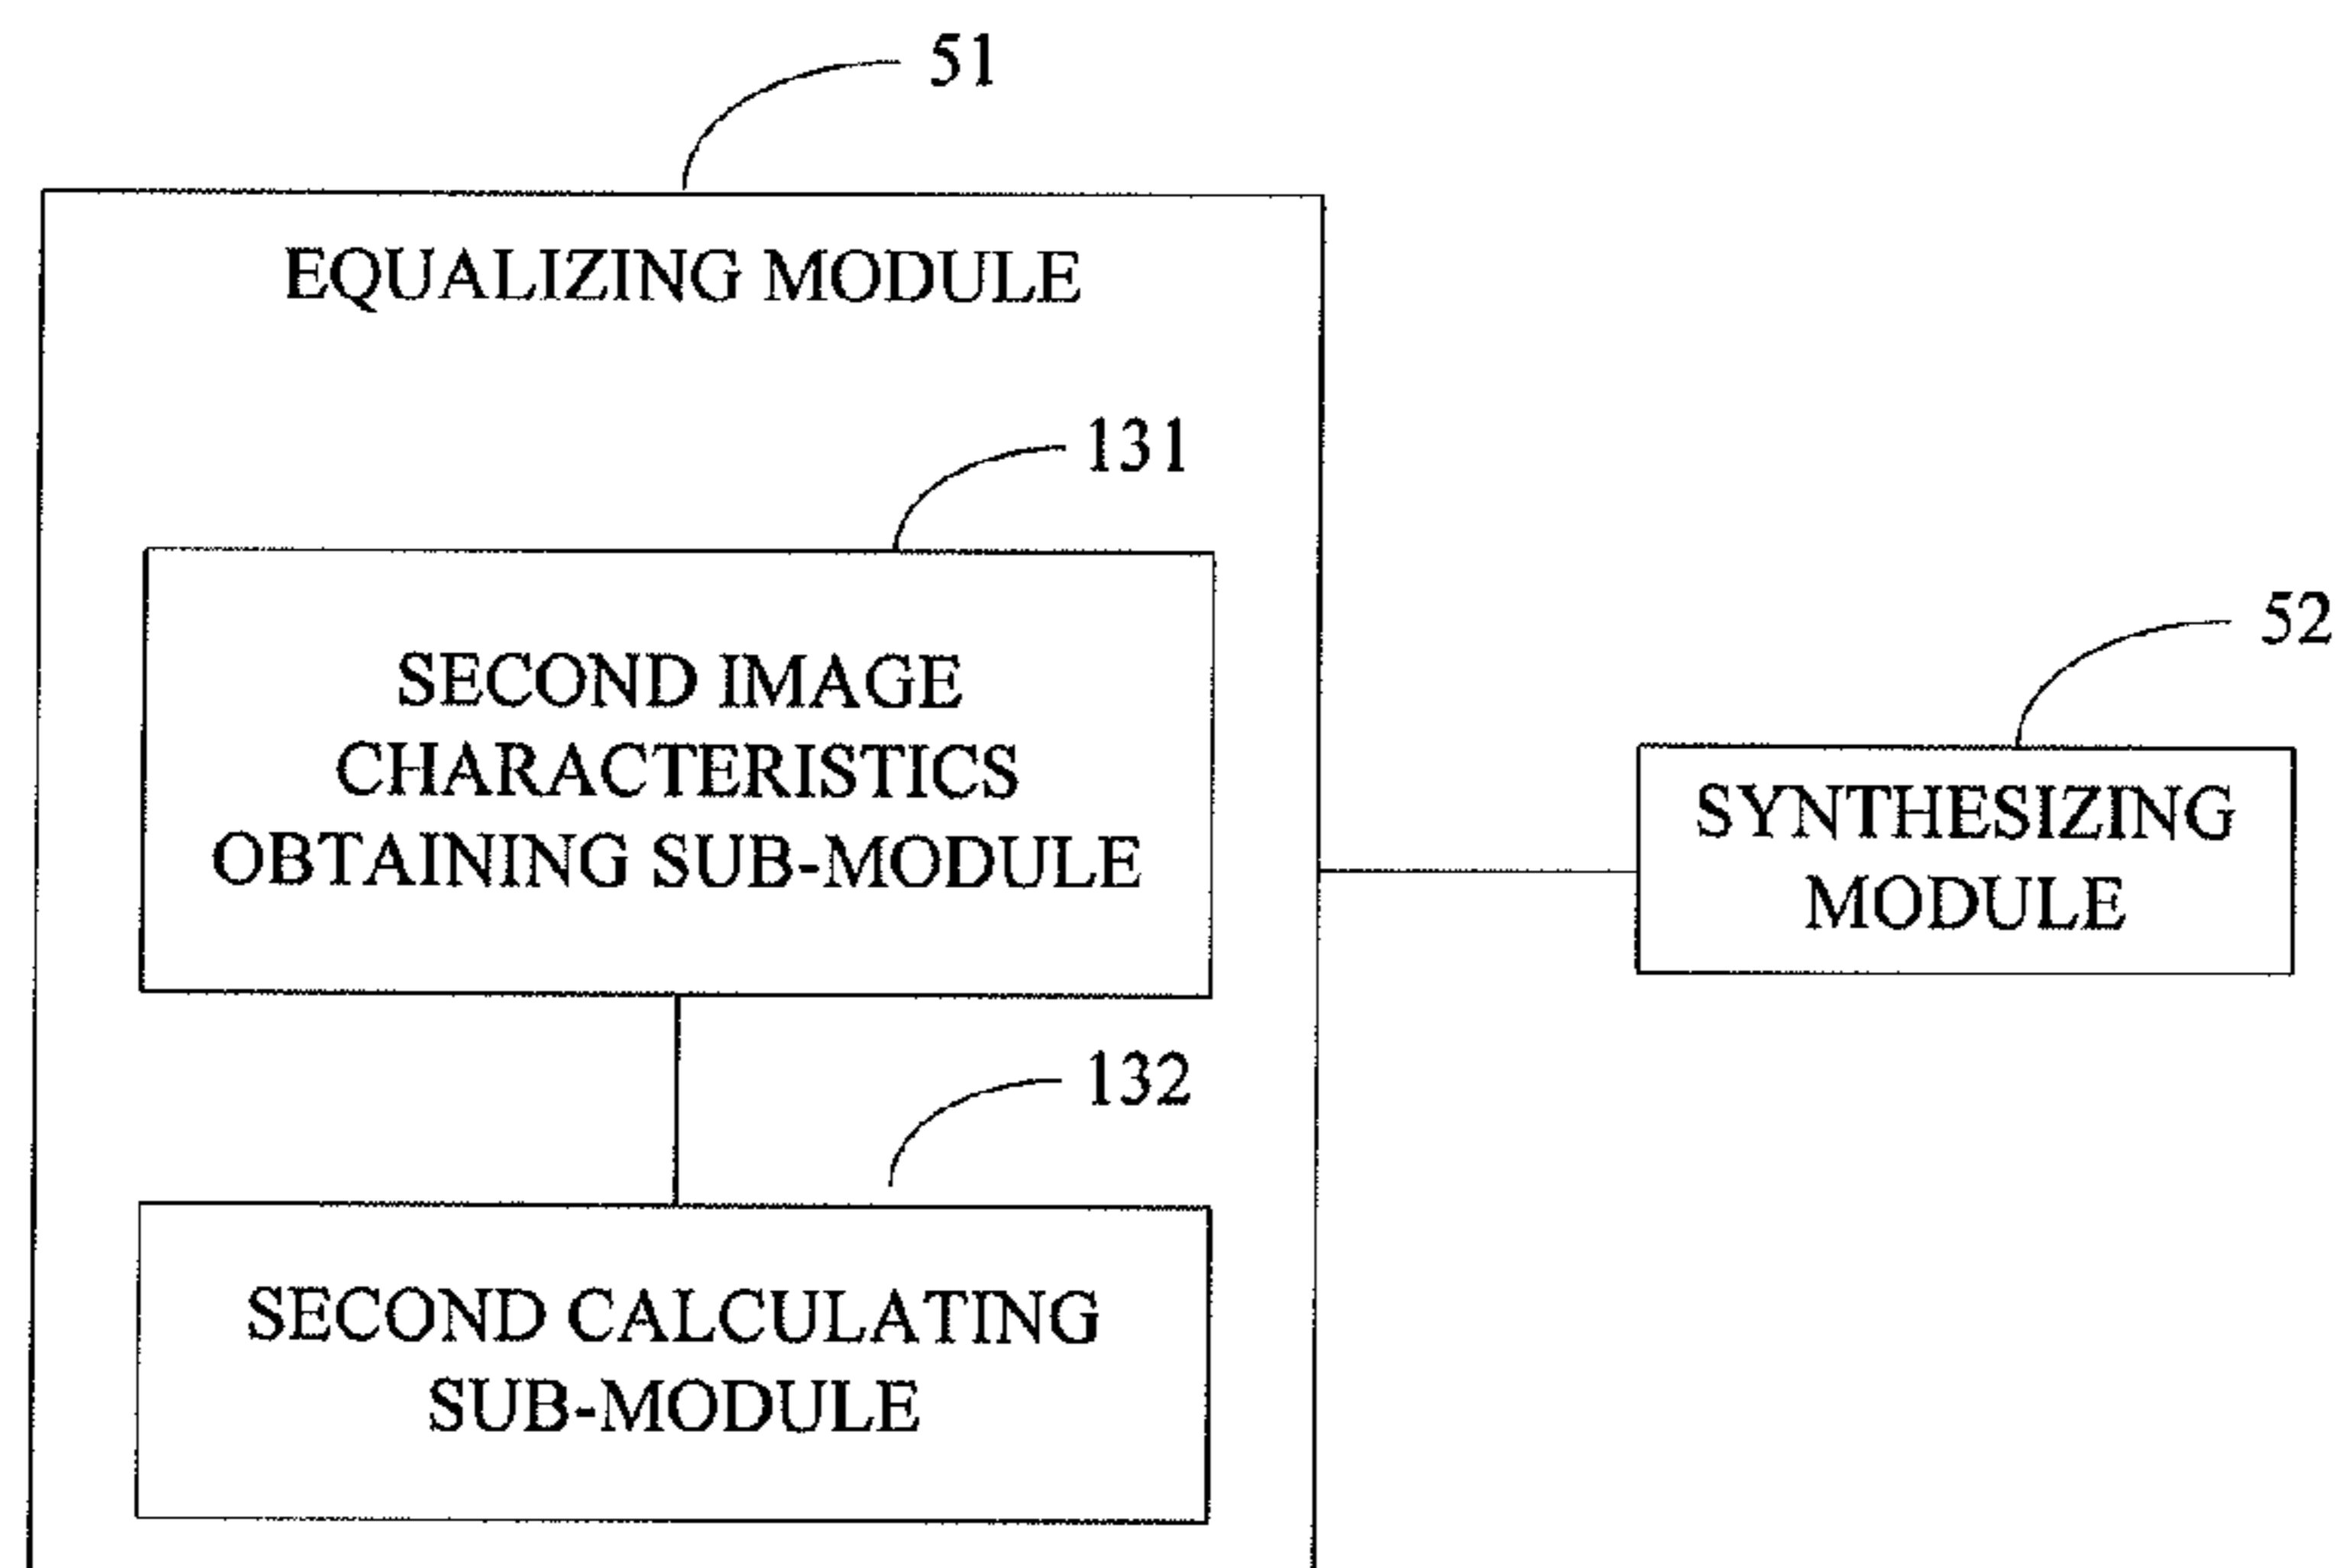 51
EQUALIZING MODULE
131
SECOND IMAGE
CHARACTERISTICS
OBTAINING SUB-MODULE
52
SYNTHESIZING
MODULE
132
SECOND CALCULATING
SUB-MODULE